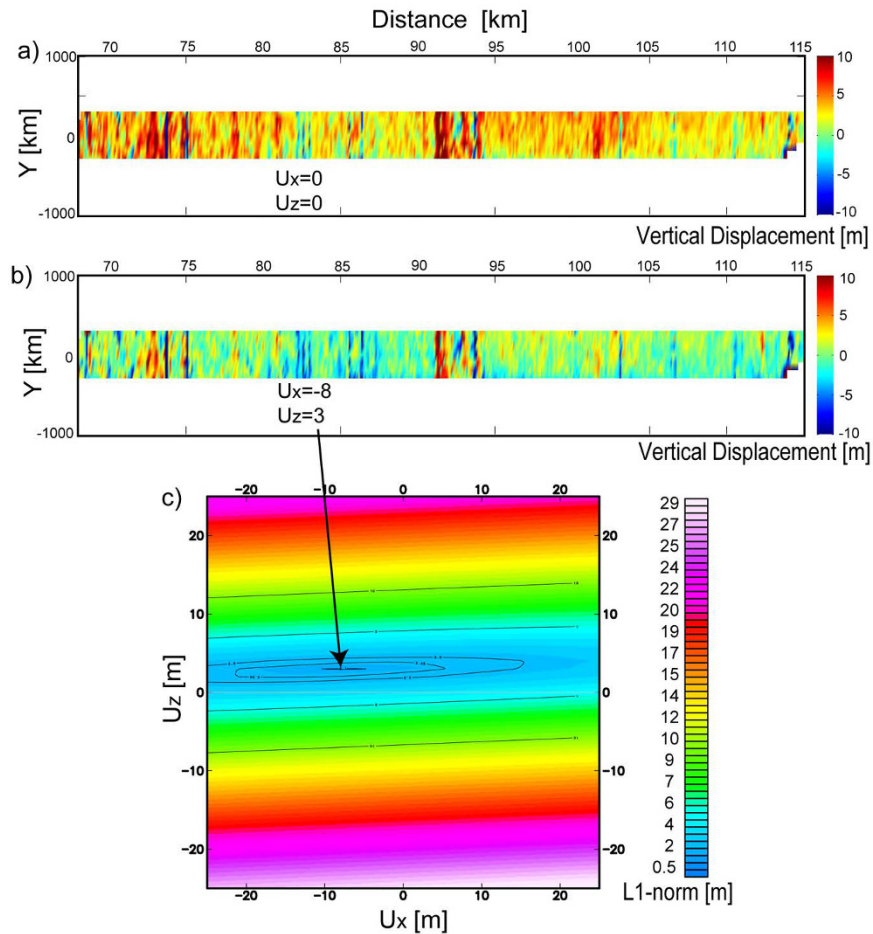 Distance [km]
a) 70 75 80 85 90 95 100 105 110 115
1000 10
5
Y [km] 0 0
-5
-1000 -10
Ux=0
Uz=0
Vertical Displacement [m]
b) 70 75 80 85 90 95 100 105 110 115
1000 10
5
Y [km] 0 0
-5
-1000 -10
Ux=-8
Uz=3
Vertical Displacement [m]
c) -20 -10 0 10 20
29
27
20 20 24
22
20
10 10 19
17
Uz [m] 15
0 0 14
12
10
-10 -10 9
7
6
4
-20 -20 2
0.5
-20 -10 0 10 20
L1-norm [m]
Ux [m]